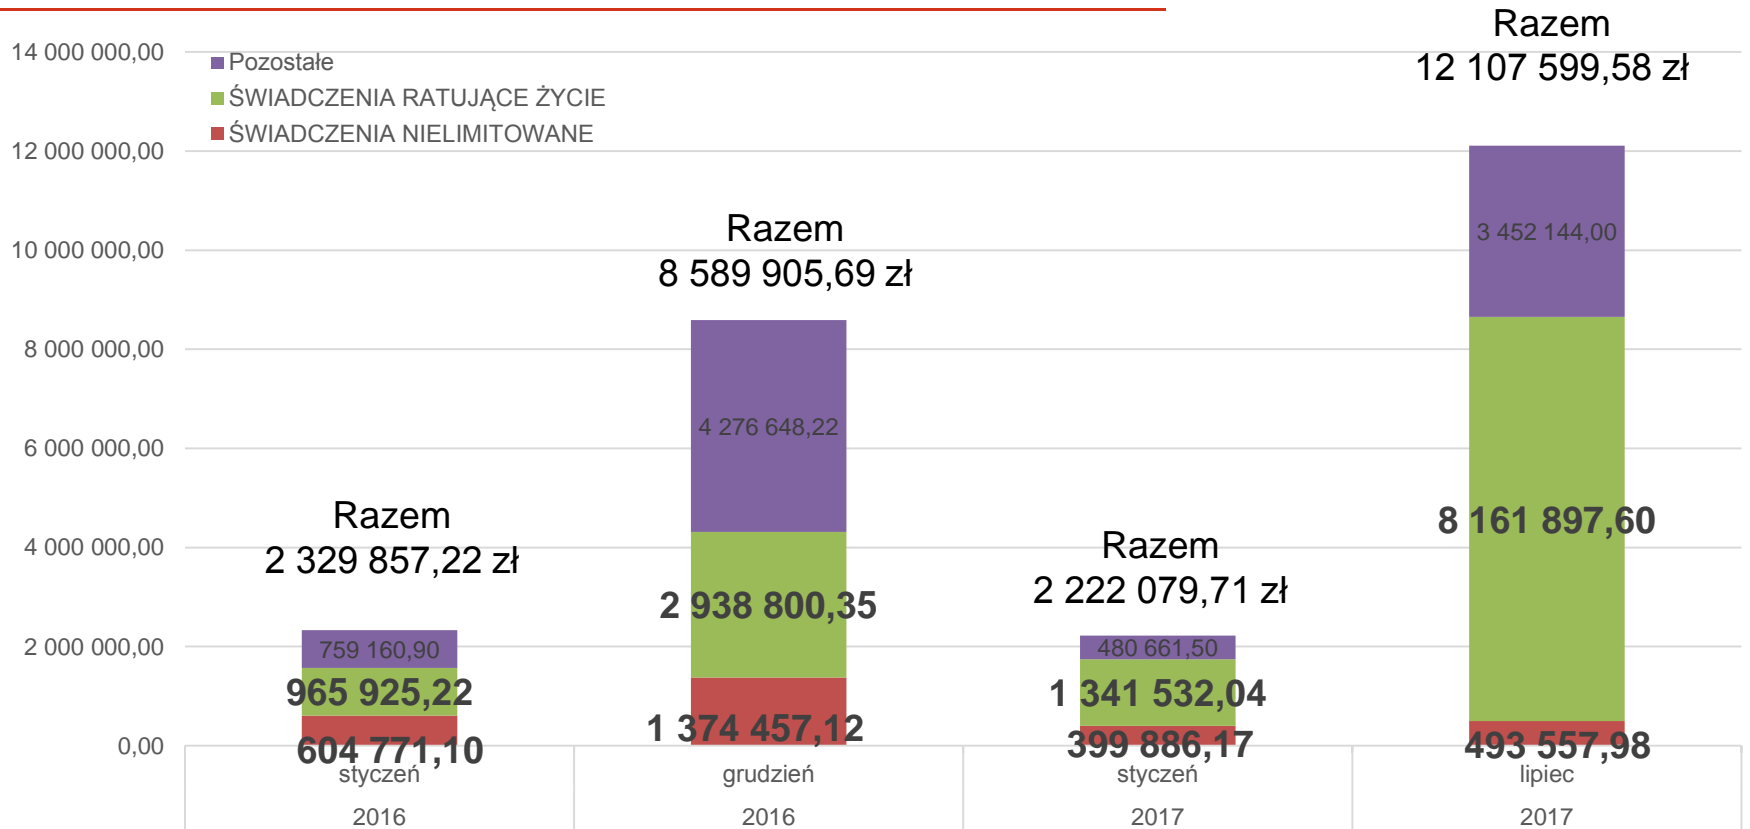 Razem
12 107 599,58 zł
14 000 000,00
Pozostałe
ŚWIADCZENIA RATUJĄCE ŻYCIE
ŚWIADCZENIA NIELIMITOWANE
12 000 000,00
Razem
8 589 905,69 zł
10 000 000,00
3 452 144,00
8 000 000,00
4 276 648,22
6 000 000,00
Razem
2 329 857,22 zł
8 161 897,60
4 000 000,00
Razem
2 222 079,71 zł
2 938 800,35
2 000 000,00
759 160,90
480 661,50
965 925,22
1 341 532,04
0,00
604 771,10
1 374 457,12
399 886,17
493 557,98
styczeń
grudzień
styczeń
lipiec
2016
2016
2017
2017